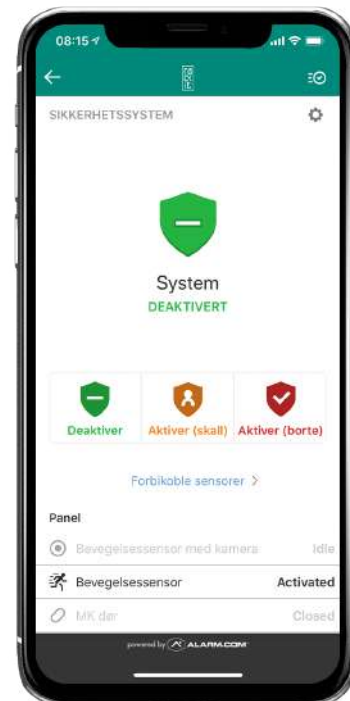 08:15
SIKKERHETSSYSTEM
System
DEAKTIVERT
Deaktiver Aktiver (skall) Aktiver (borte)
Forbikoble sensorer >
Panel
Bevegelsessensor med kamera Idle
Bevegelsessensor Activated
MK dør Closed
powered by ALARM.COM